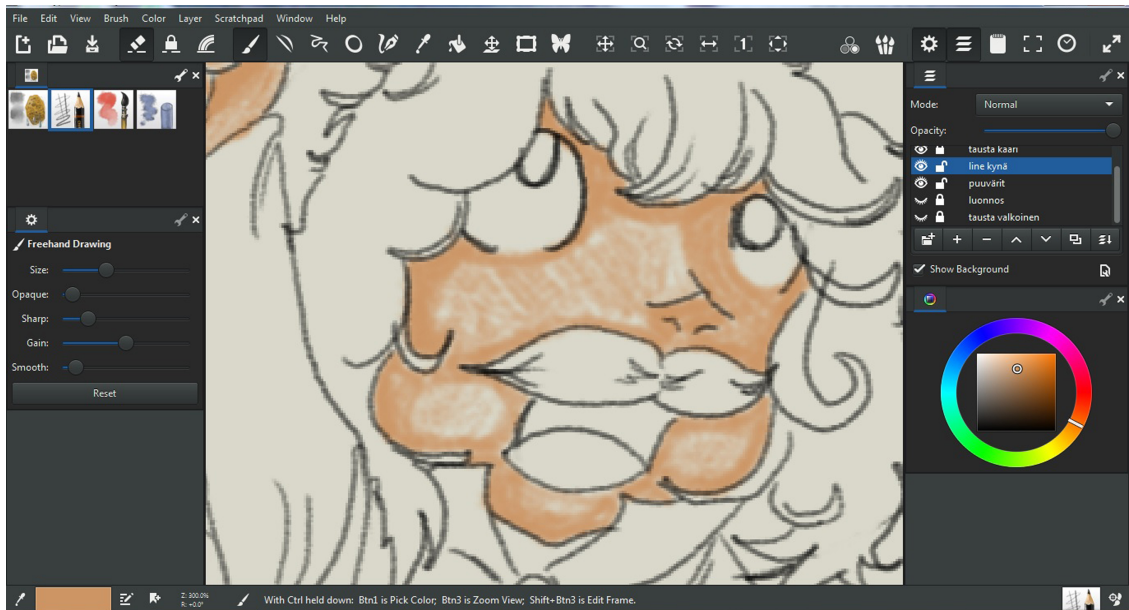 File Edit View Brush Color Layer Scratchpad Window Help
Freehand Drawing
Size:
Opaque:
Sharp:
Gain:
Smooth:
Reset
Mode: Normal
Opacity:
tausta kaari
line kynä
puuvärit
luonnos
tausta valkoinen
Show Background
Z: 300.0%
R: +0.0°
With Ctrl held down: Btn1 is Pick Color; Btn3 is Zoom View; Shift+Btn3 is Edit Frame.